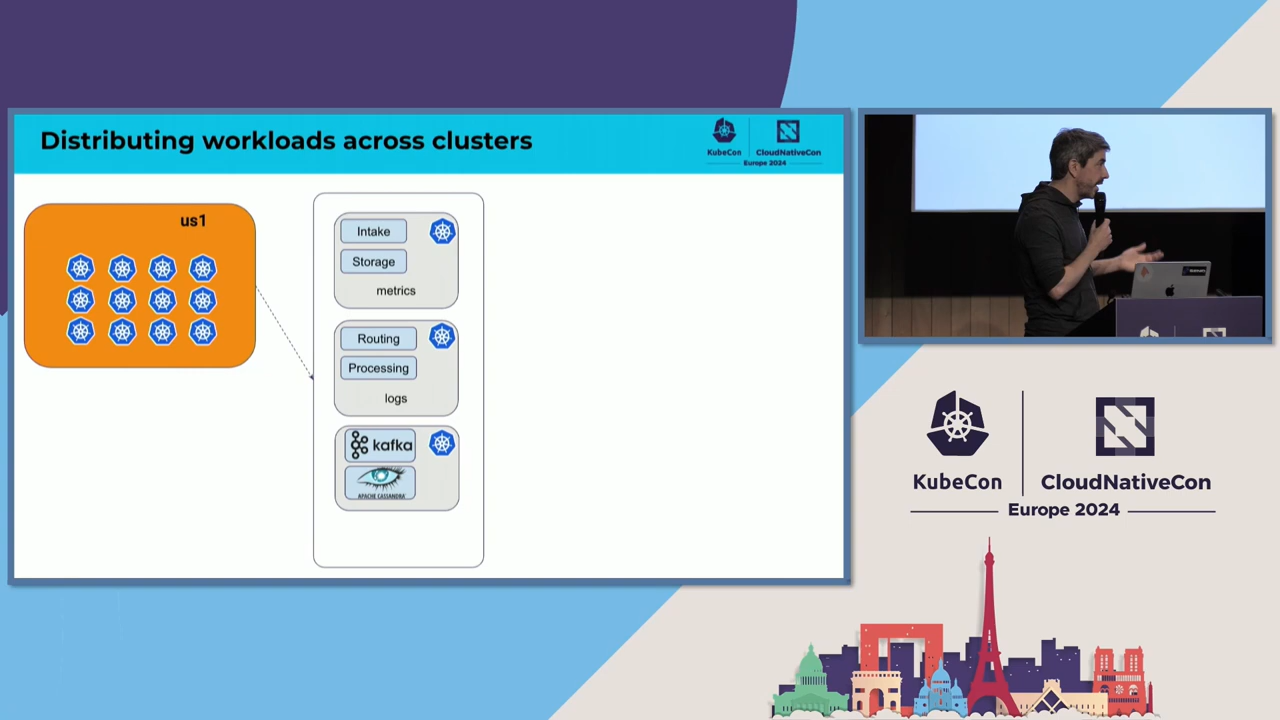 Distributing workloads across clusters
KubeCon
CloudNativeCon
Europe 2024
us1
Intake
Storage
metrics
Routing
Processing
logs
kafka
APACHE CASSANDRA
KubeCon
CloudNativeCon
Europe 2024